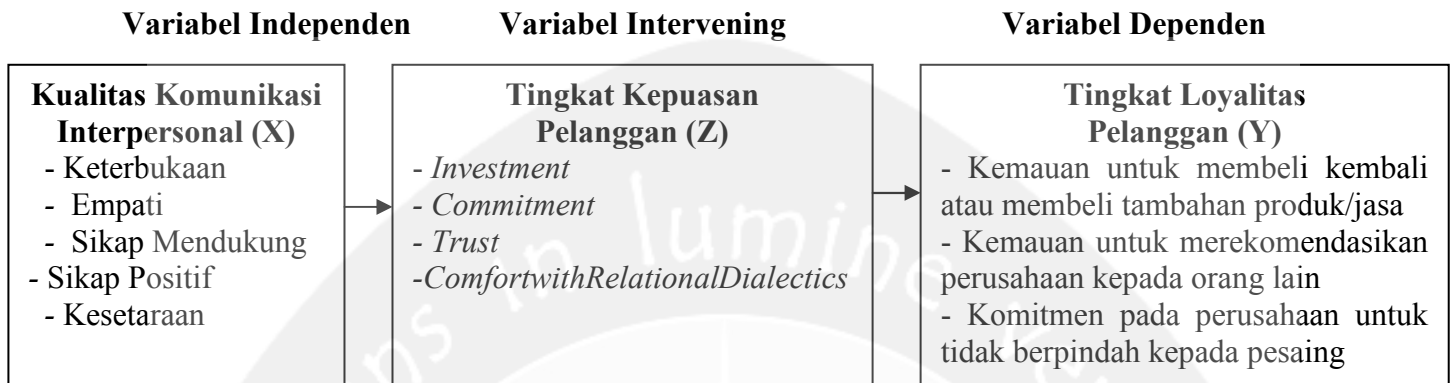 Variabel Independen Variabel Intervening Variabel Dependen
Kualitas Komunikasi
Interpersonal (X)
- Keterbukaan
- Empati
- Sikap Mendukung
- Sikap Positif
- Kesetaraan
Tingkat Kepuasan
Pelanggan (Z)
- Investment
- Commitment
- Trust
-ComfortwithRelationalDialectics
Tingkat Loyalitas
Pelanggan (Y)
- Kemauan untuk membeli kembali
atau membeli tambahan produk/jasa
- Kemauan untuk merekomendasikan
perusahaan kepada orang lain
- Komitmen pada perusahaan untuk
tidak berpindah kepada pesaing
in lumine